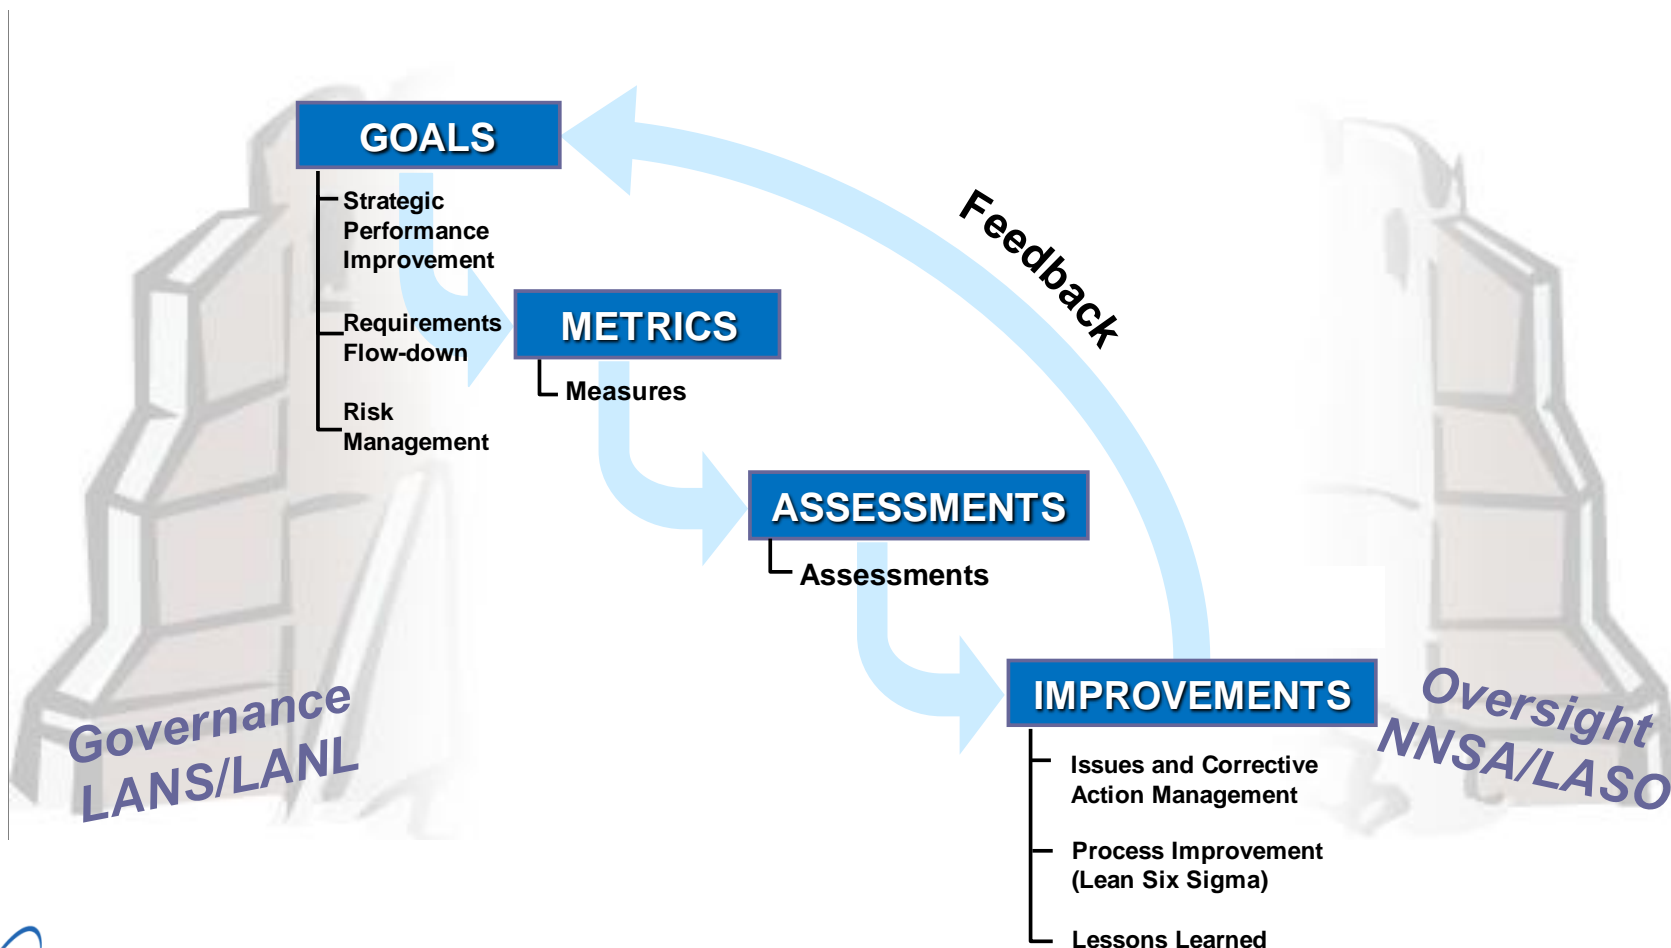 GOALS
Strategic
Performance
Improvement
Requirements
Flow-down
Risk
Management
Feedback
METRICS
Measures
ASSESSMENTS
Assessments
IMPROVEMENTS
Issues and Corrective
Action Management
Process Improvement
(Lean Six Sigma)
Lessons Learned
Governance
LANS/LANL
Oversight
NNSA/LASO